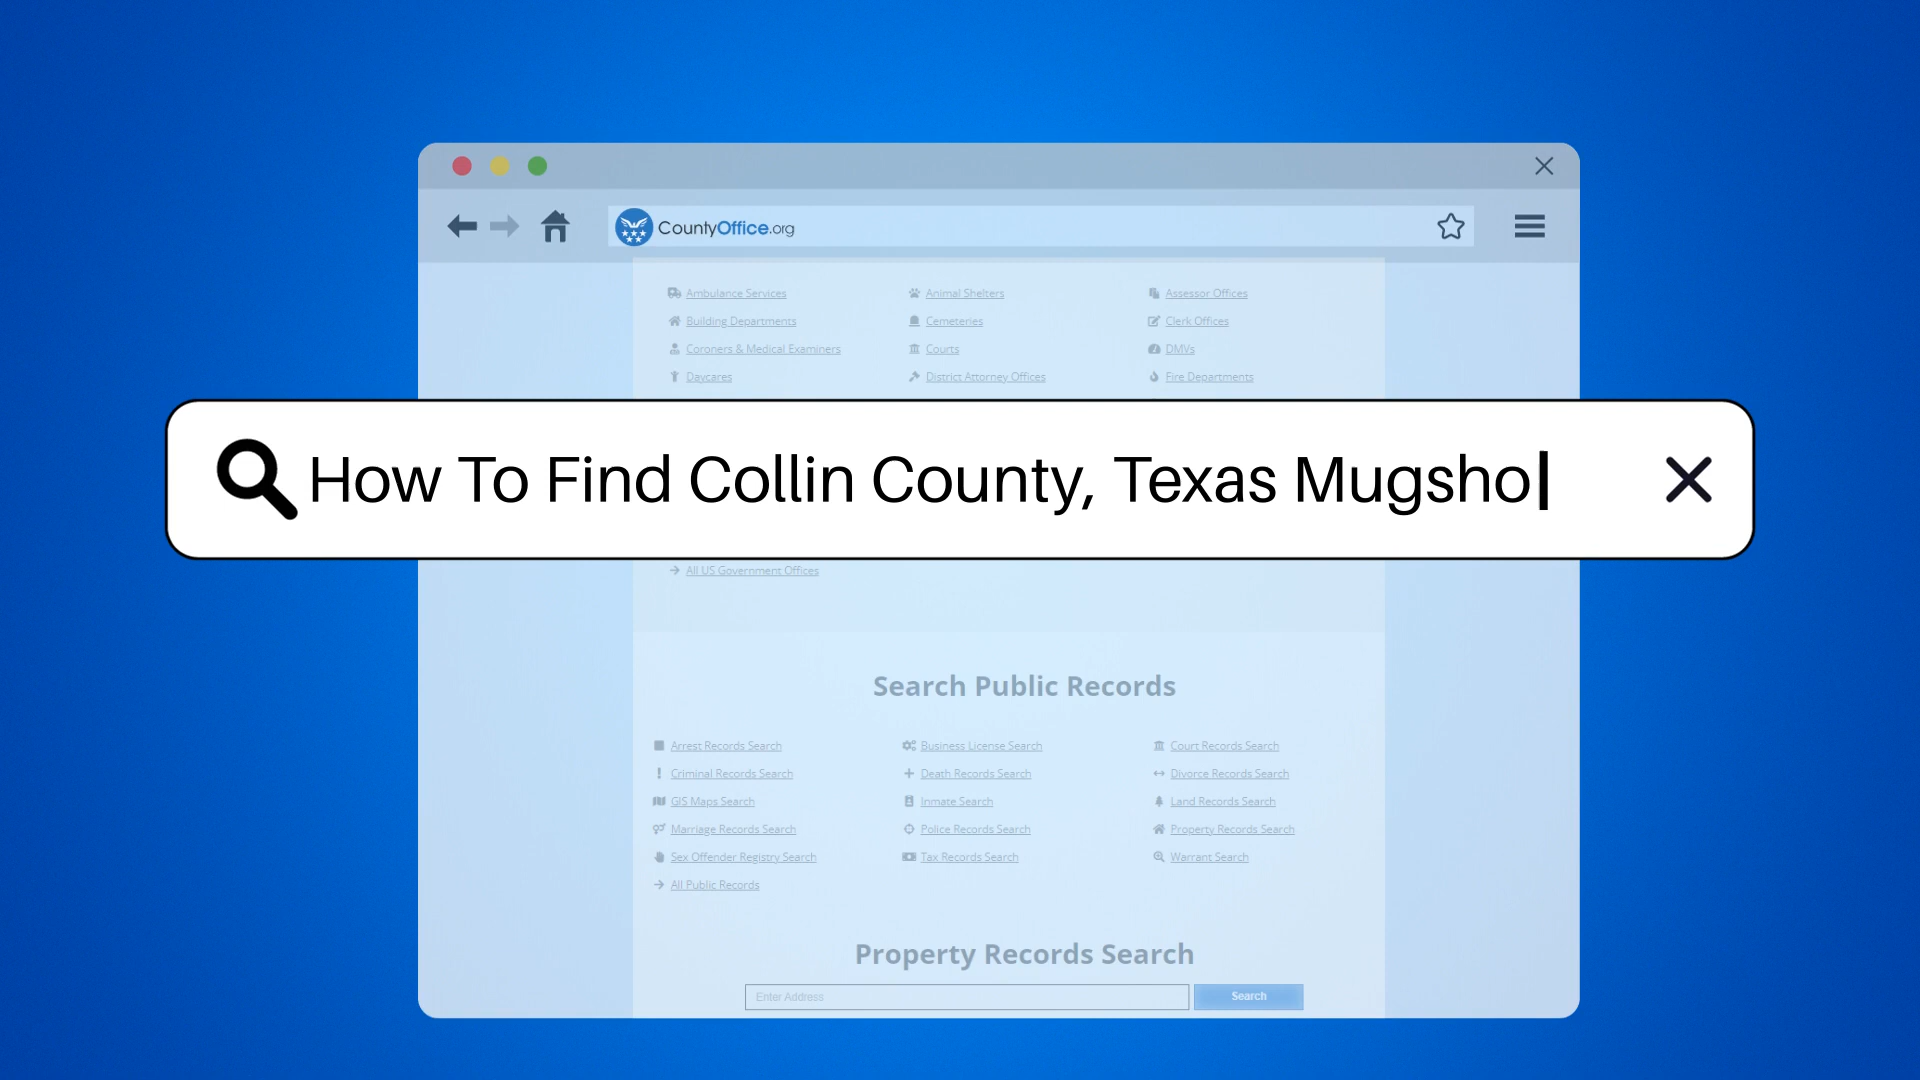 CountyOffice.org
Ambulance Services Animal Shelters Assessor Offices
Building Departments Cemeteries Clerk Offices
Coroners & Medical Examiners Courts DMVs
Daycares District Attorney Offices Fire Departments
How To Find Collin County, Texas Mugsho
All US Government Offices
Search Public Records
Arrest Records Search Business License Search Court Records Search
Criminal Records Search Death Records Search Divorce Records Search
GIS Maps Search Inmate Search Land Records Search
Marriage Records Search Police Records Search Property Records Search
Sex Offender Registry Search Tax Records Search Warrant Search
All Public Records
Property Records Search
Enter Address Search